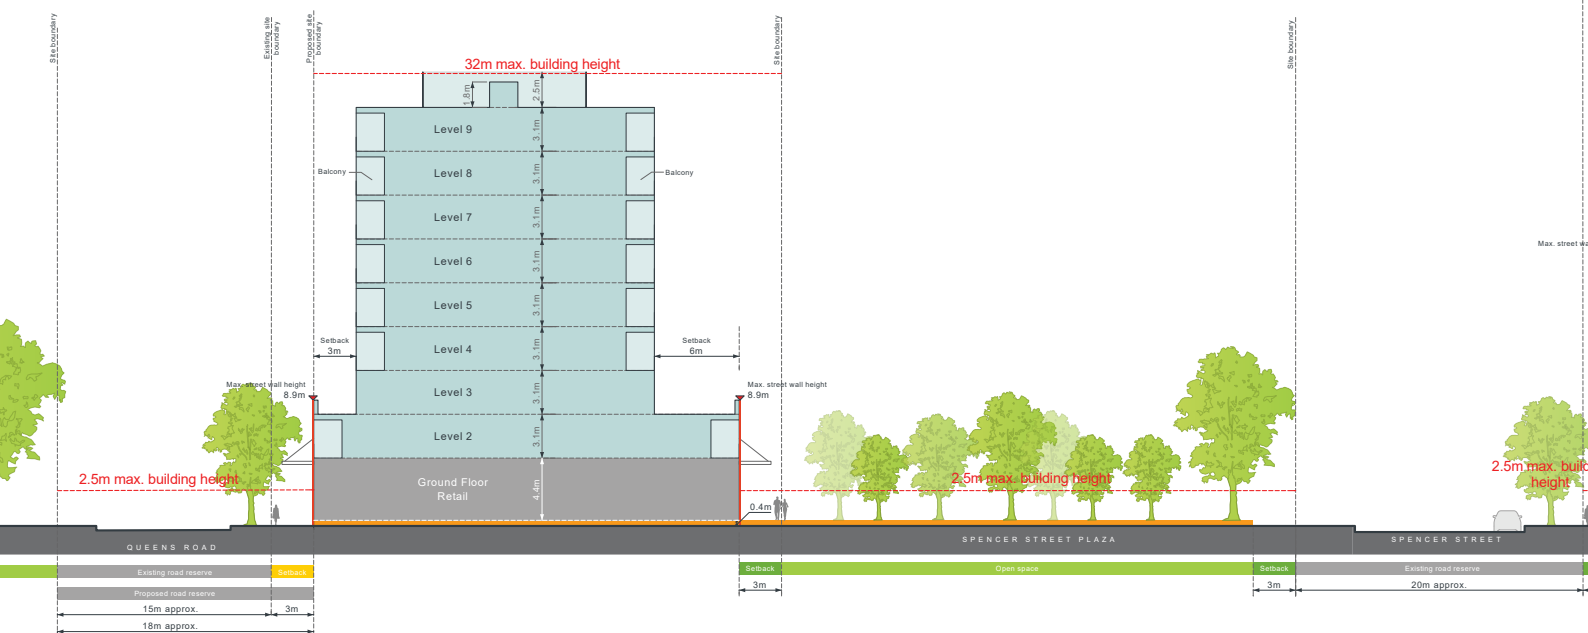 Site boundary
Existing site
boundary
Proposed site
boundary
Site boundary
Site boundary
32m max. building height
1.8m
2.5m
Level 9
3.1m
Balcony
Level 8
3.1m
Balcony
Level 7
3.1m
Level 6
3.1m
Level 5
3.1m
Setback
3m
Level 4
3.1m
Setback
6m
Level 3
3.1m
Max. street wall height
8.9m
Max. street wall height
8.9m
Max. street wa
Level 2
3.1m
2.5m max. building height
Ground Floor
Retail
0.4m
2.5m max. building height
2.5m max. build
height
QUEENS ROAD
SPENCER STREET PLAZA
SPENCER STREET
Existing road reserve
Setback
Setback
Open space
Setback
Existing road reserve
Proposed road reserve
3m
3m
20m approx.
15m approx.
3m
18m approx.